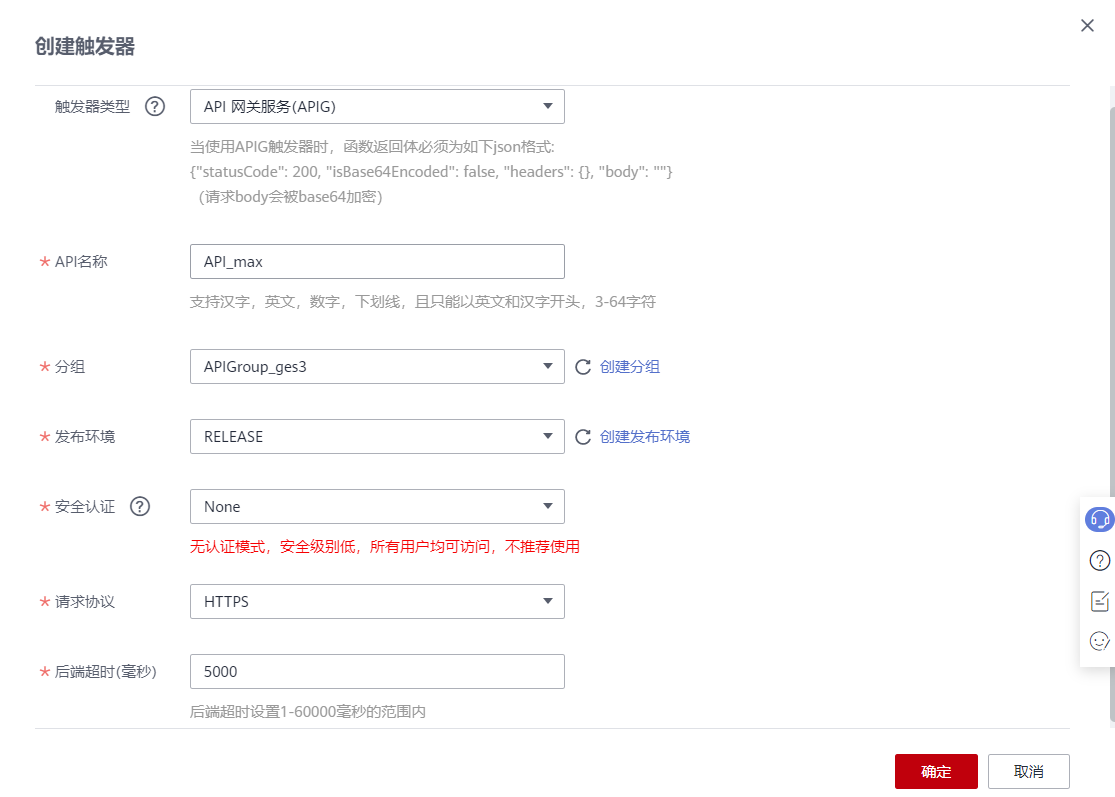 创建触发器
触发器类型
API 网关服务(APIG)
当使用APIG触发器时，函数返回体必须为如下json格式:
{"statusCode": 200, "isBase64Encoded": false, "headers": {}, "body": ""}
（请求body会被base64加密）
* API名称
API_max
支持汉字，英文，数字，下划线，且只能以英文和汉字开头，3-64字符
* 分组
APIGroup_ges3
创建分组
* 发布环境
RELEASE
创建发布环境
* 安全认证
None
无认证模式，安全级别低，所有用户均可访问，不推荐使用
* 请求协议
HTTPS
* 后端超时(毫秒)
5000
后端超时设置1-60000毫秒的范围内
确定
取消